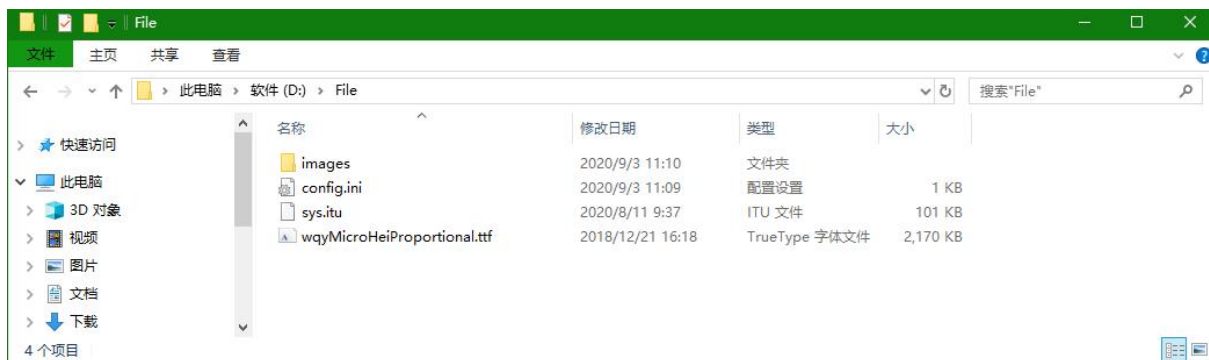 File
文件 主页 共享 查看
此电脑 > 软件 (D:) > File 搜索"File"
名称 修改日期 类型 大小
快速访问
images 2020/9/3 11:10 文件夹
此电脑
config.ini 2020/9/3 11:09 配置设置 1 KB
3D 对象
sys.itu 2020/8/11 9:37 ITU 文件 101 KB
视频
wqyMicroHeiProportional.ttf 2018/12/21 16:18 TrueType 字体文件 2,170 KB
图片
文档
下载
4 个项目